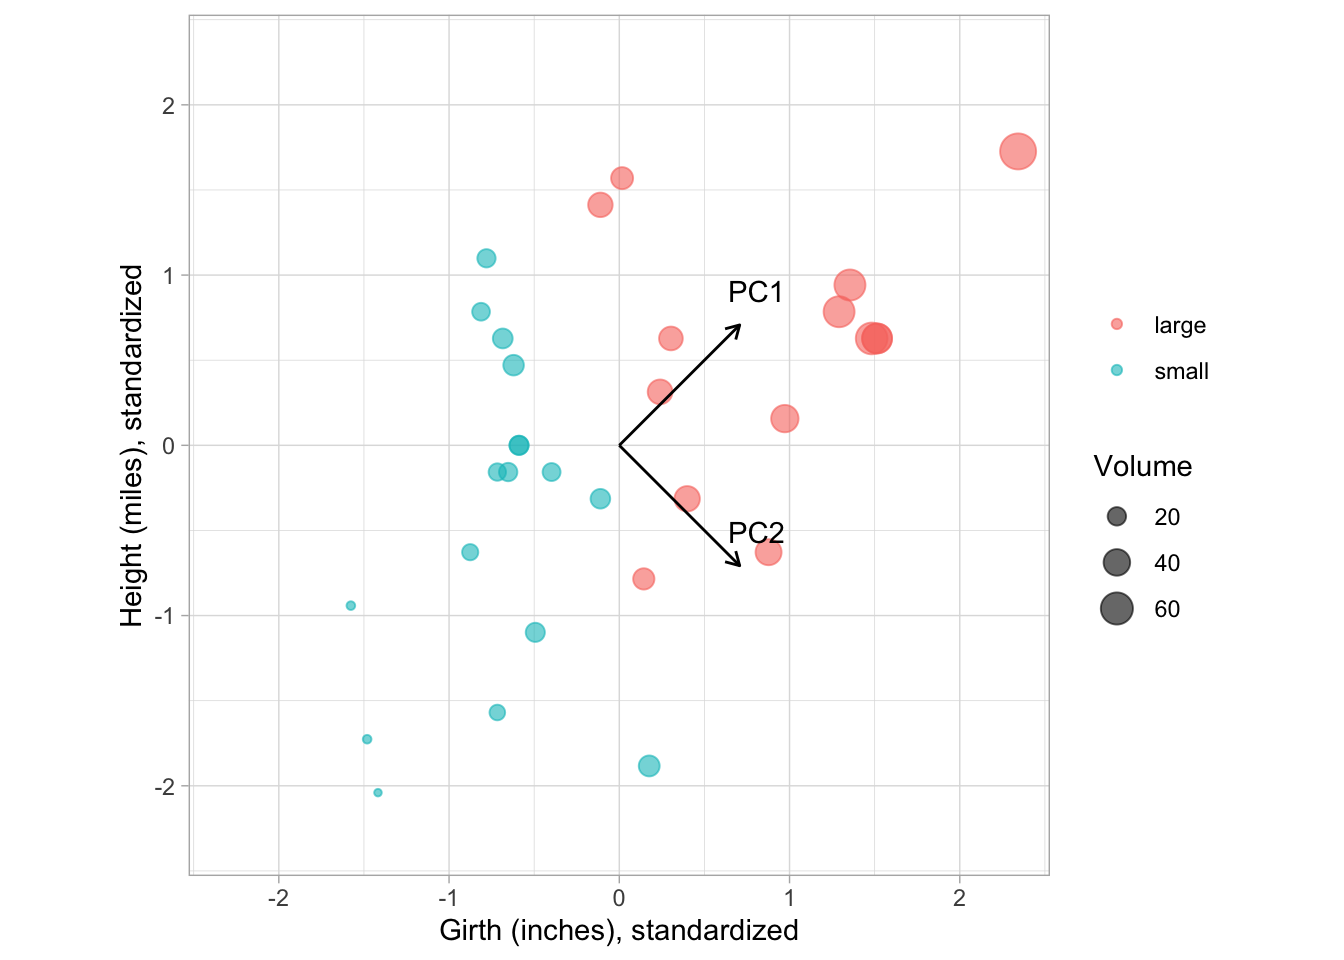 2
1
0
-1
-2
Height (miles), standardized
PC1
PC2
-2 -1 0 1 2
Girth (inches), standardized
large
small
Volume
20
40
60